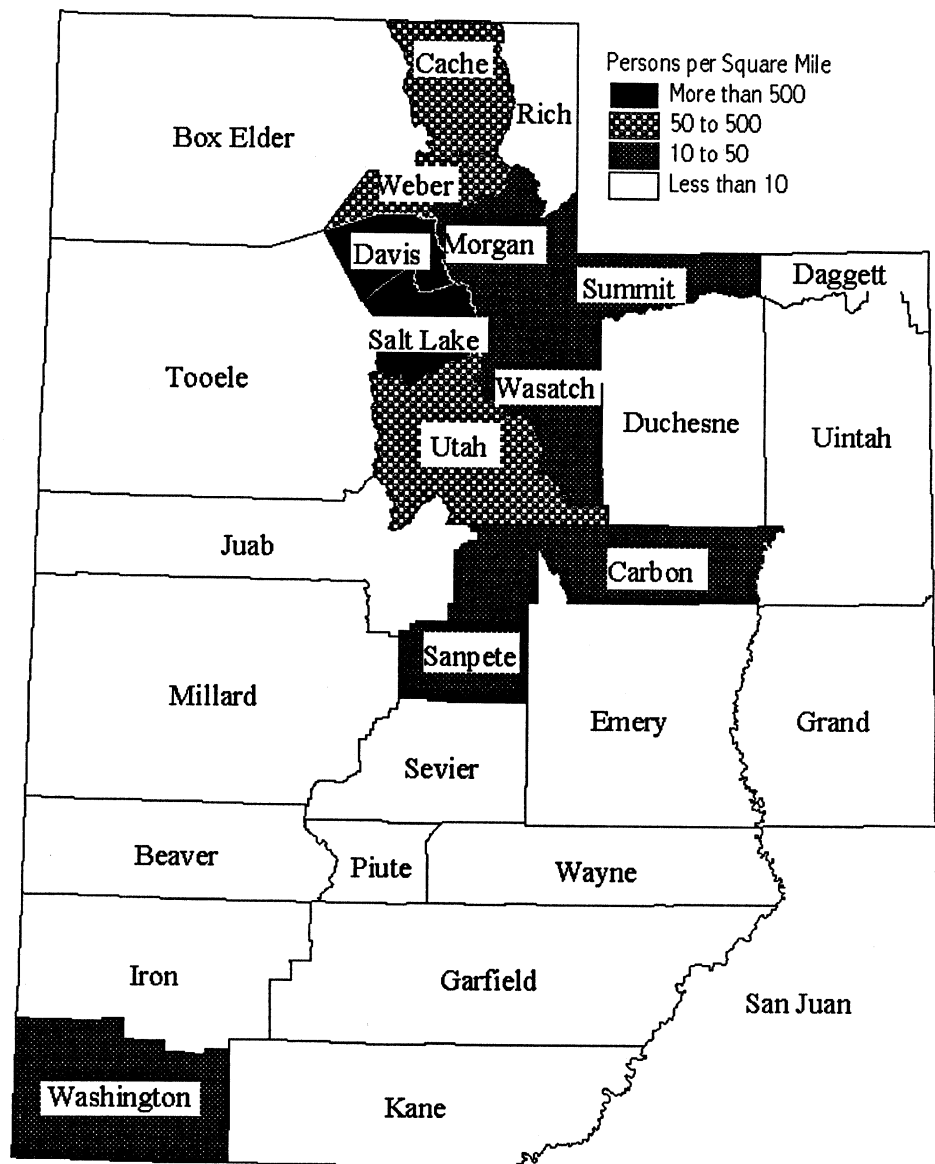 Persons per Square Mile
More than 500
50 to 500
10 to 50
Less than 10
Cache
Rich
Box Elder
Weber
Davis
Morgan
Summit
Daggett
Salt Lake
Tooele
Wasatch
Duchesne
Uintah
Utah
Juab
Carbon
Sanpete
Millard
Emery
Grand
Sevier
Beaver
Piute
Wayne
Iron
Garfield
San Juan
Washington
Kane